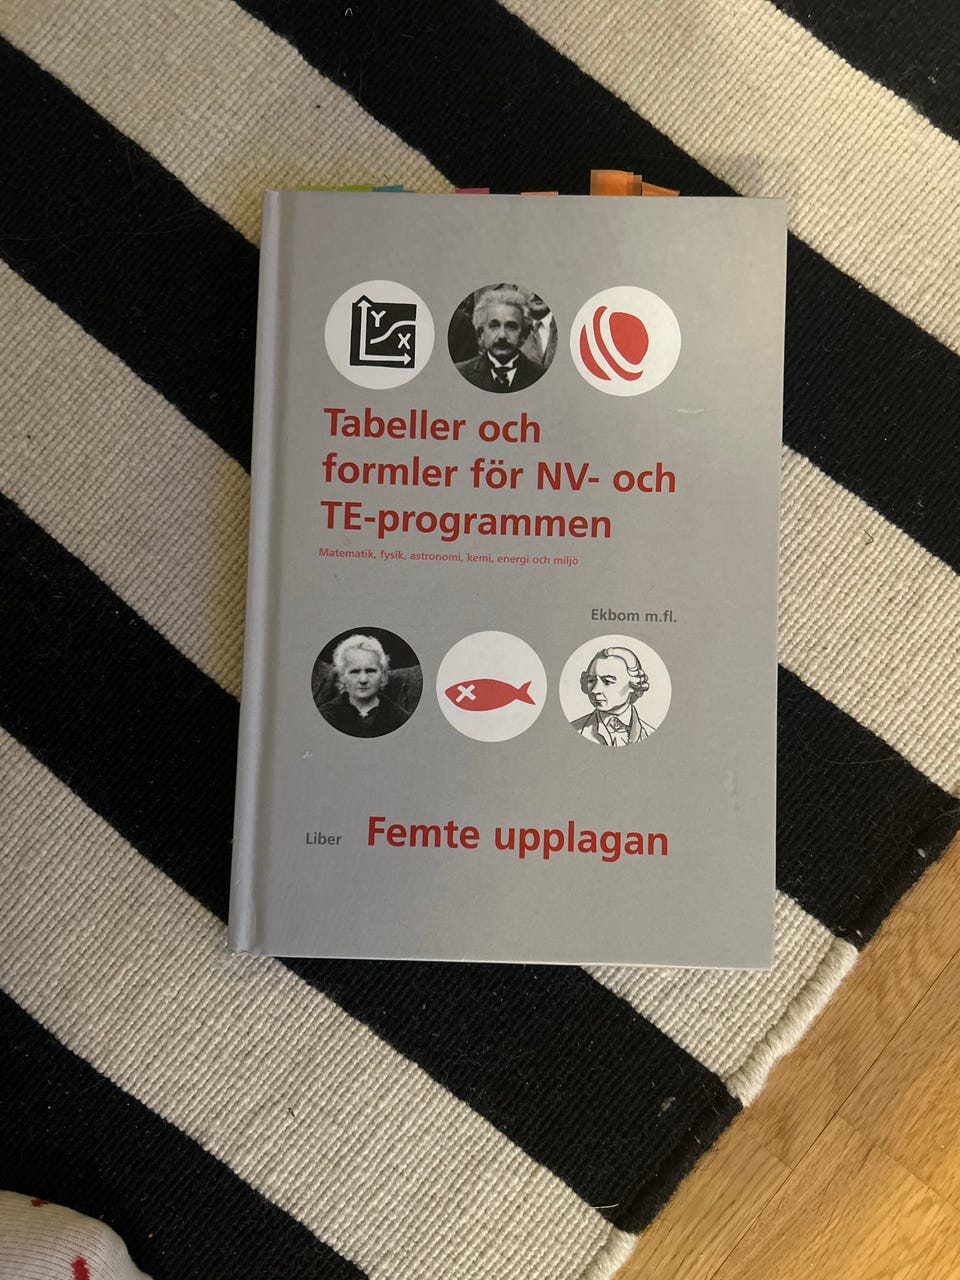 Y
X
Tabeller och
formler för NV- och
TE-programmen
Matematik, fysik, astronomi, kemi, energi och miljö
Ekbom m.fl.
Liber
Femte upplagan